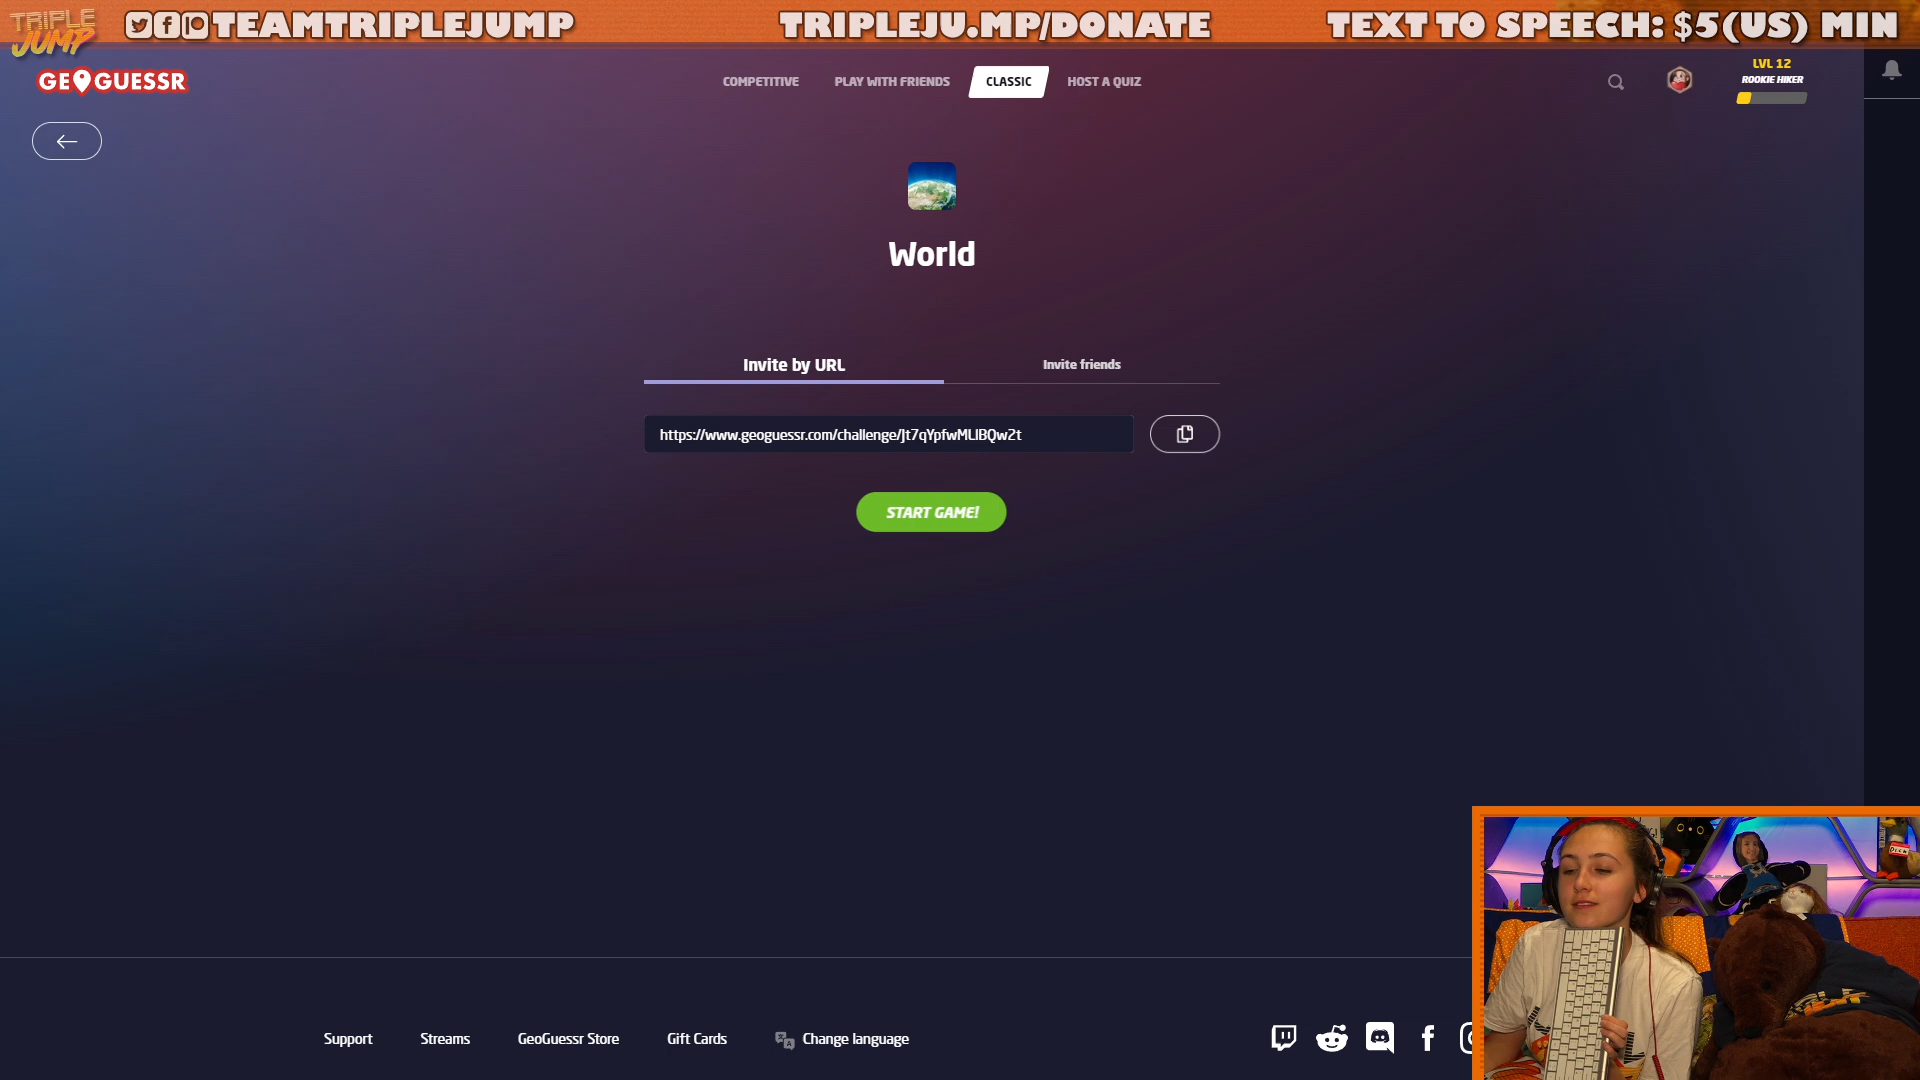 TRIPLE JUMP
TEAMTRIPLEJUMP
TRIPLEJU.MP/DONATE
TEXT TO SPEECH: $5(US) MIN
GEOGUESSR
COMPETITIVE
PLAY WITH FRIENDS
CLASSIC
HOST A QUIZ
LVL 12
ROOKIE HIKER
World
Invite by URL
Invite friends
https://www.geoguessr.com/challenge/Jt7qYpfwMLlBQw2t
START GAME!
Support
Streams
GeoGuessr Store
Gift Cards
Change language